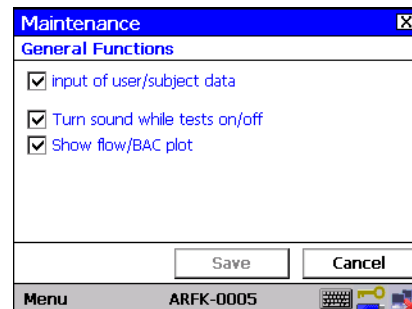 Maintenance
General Functions
input of user/subject data
Turn sound while tests on/off
Show flow/BAC plot
Save
Cancel
Menu
ARFK-0005